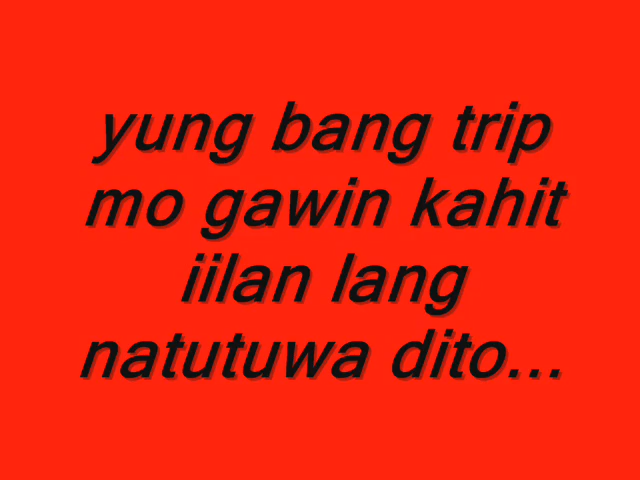 yung bang trip
mo gawin kahit
iilan lang
natutuwa dito...